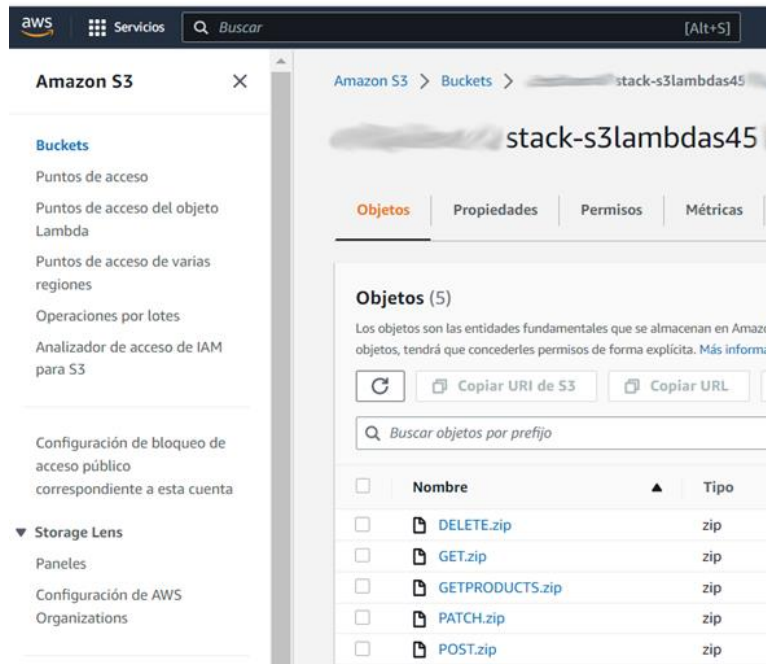 aws
Servicios
Buscar
[Alt+S]
Amazon S3
Buckets
Puntos de acceso
Puntos de acceso del objeto
Lambda
Puntos de acceso de varias
regiones
Operaciones por lotes
Analizador de acceso de IAM
para S3
Configuración de bloqueo de
acceso público
correspondiente a esta cuenta
Storage Lens
Paneles
Configuración de AWS
Organizations
Amazon S3 > Buckets > stack-s3lambdas45
stack-s3lambdas45
Objetos
Propiedades
Permisos
Métricas
Objetos (5)
Los objetos son las entidades fundamentales que se almacenan en
objetos, tendrá que concederles permisos de forma explícita. Más
Copiar URI de S3
Copiar URL
Buscar objetos por prefijo
Nombre
Tipo
DELETE.zip
zip
GET.zip
zip
GETPRODUCTS.zip
zip
PATCH.zip
zip
POST.zip
zip